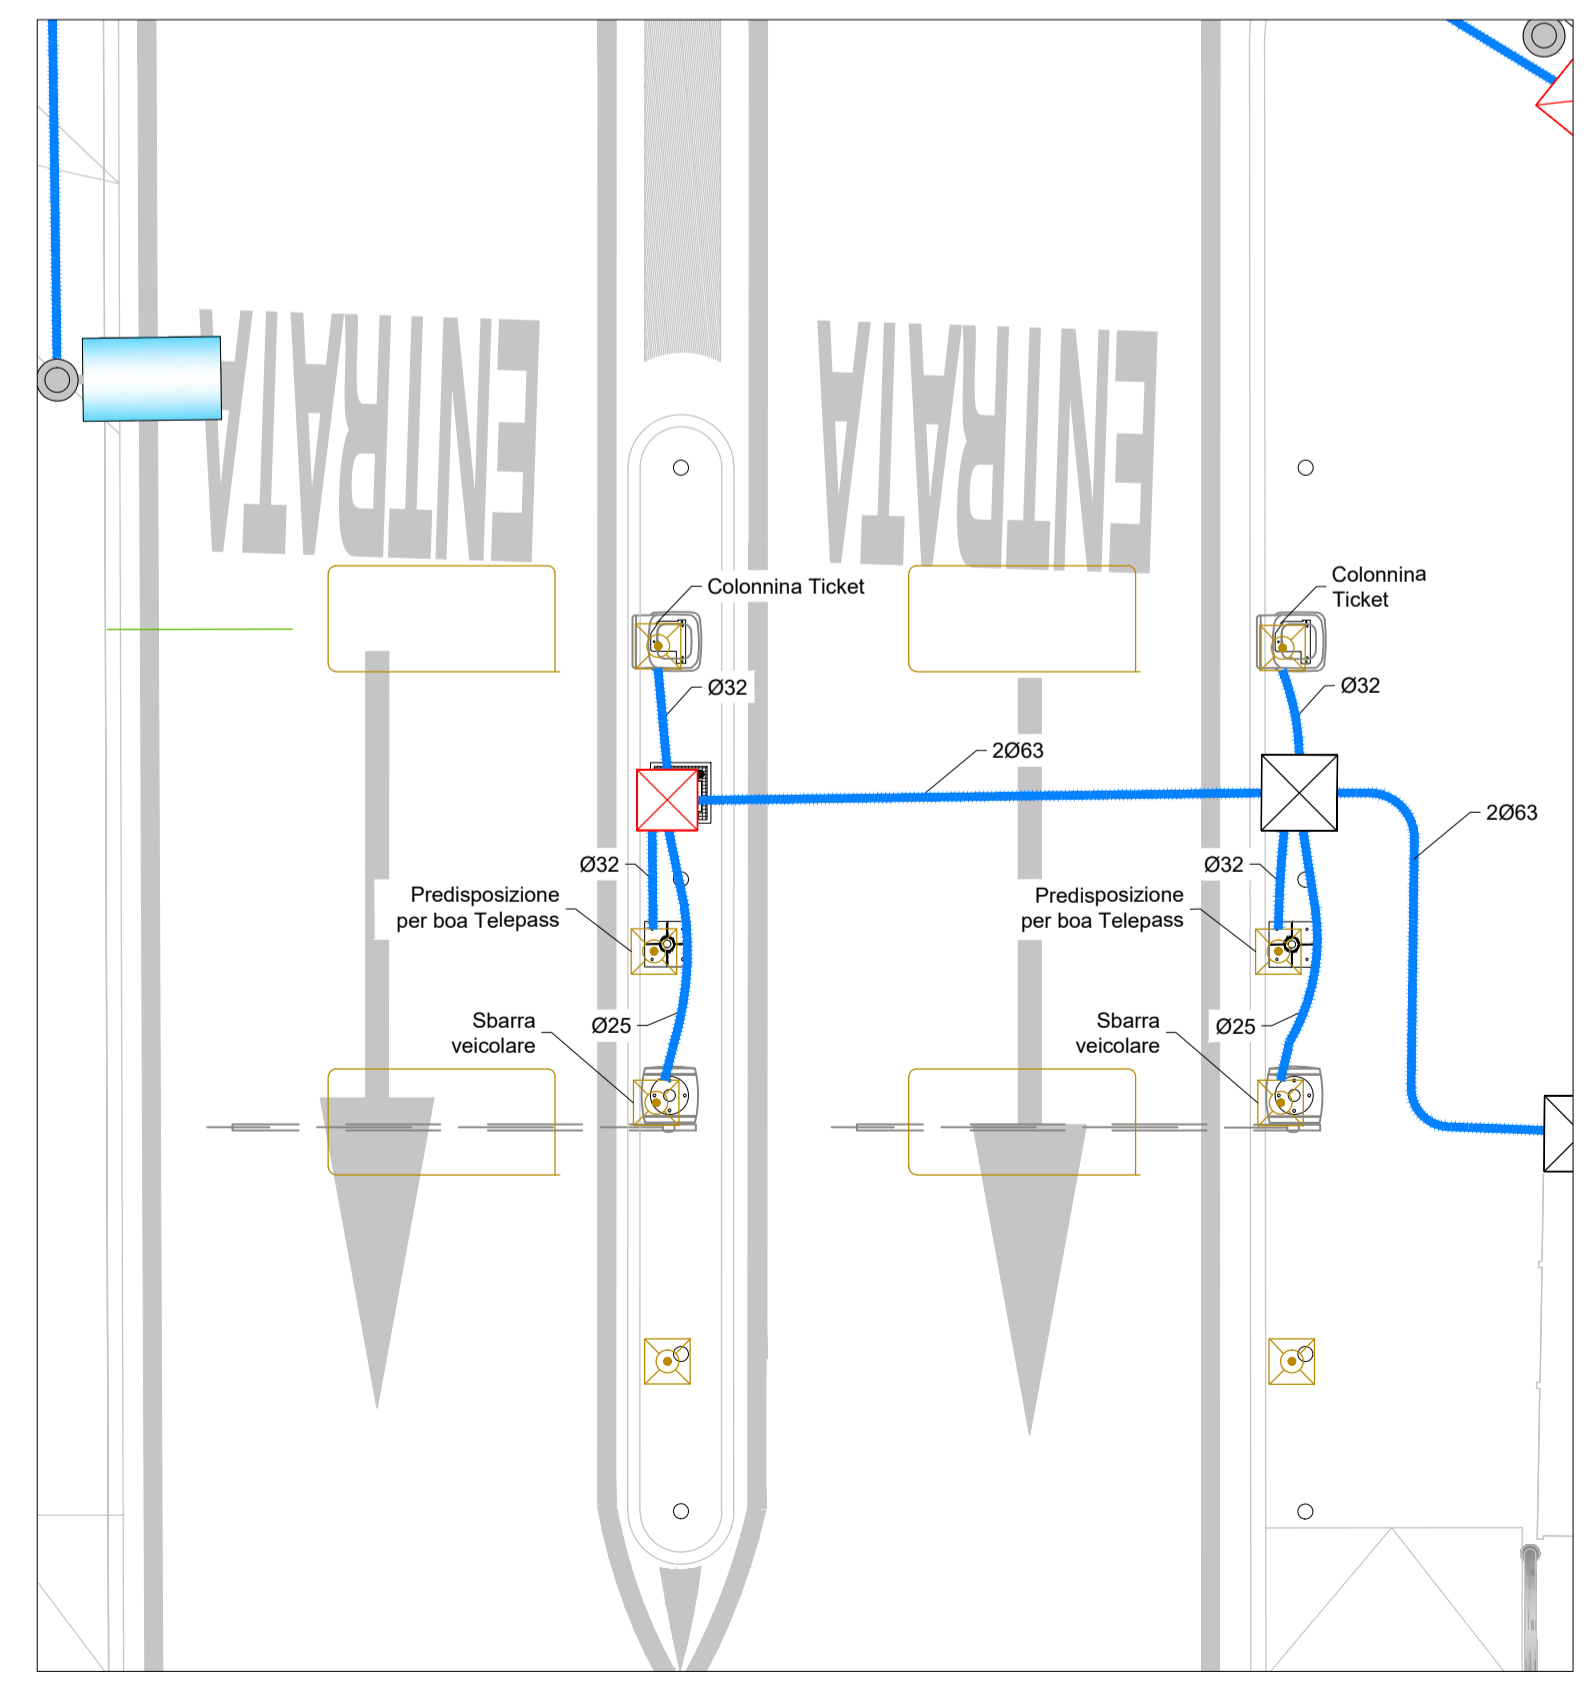 ENTRATA
ENTRATA
Colonnina Ticket
Colonnina
Ticket
Ø32
Ø32
2Ø63
2Ø63
Ø32
Ø32
Predisposizione
per boa Telepass
Predisposizione
per boa Telepass
Sbarra
veicolare
Ø25
Sbarra
veicolare
Ø25